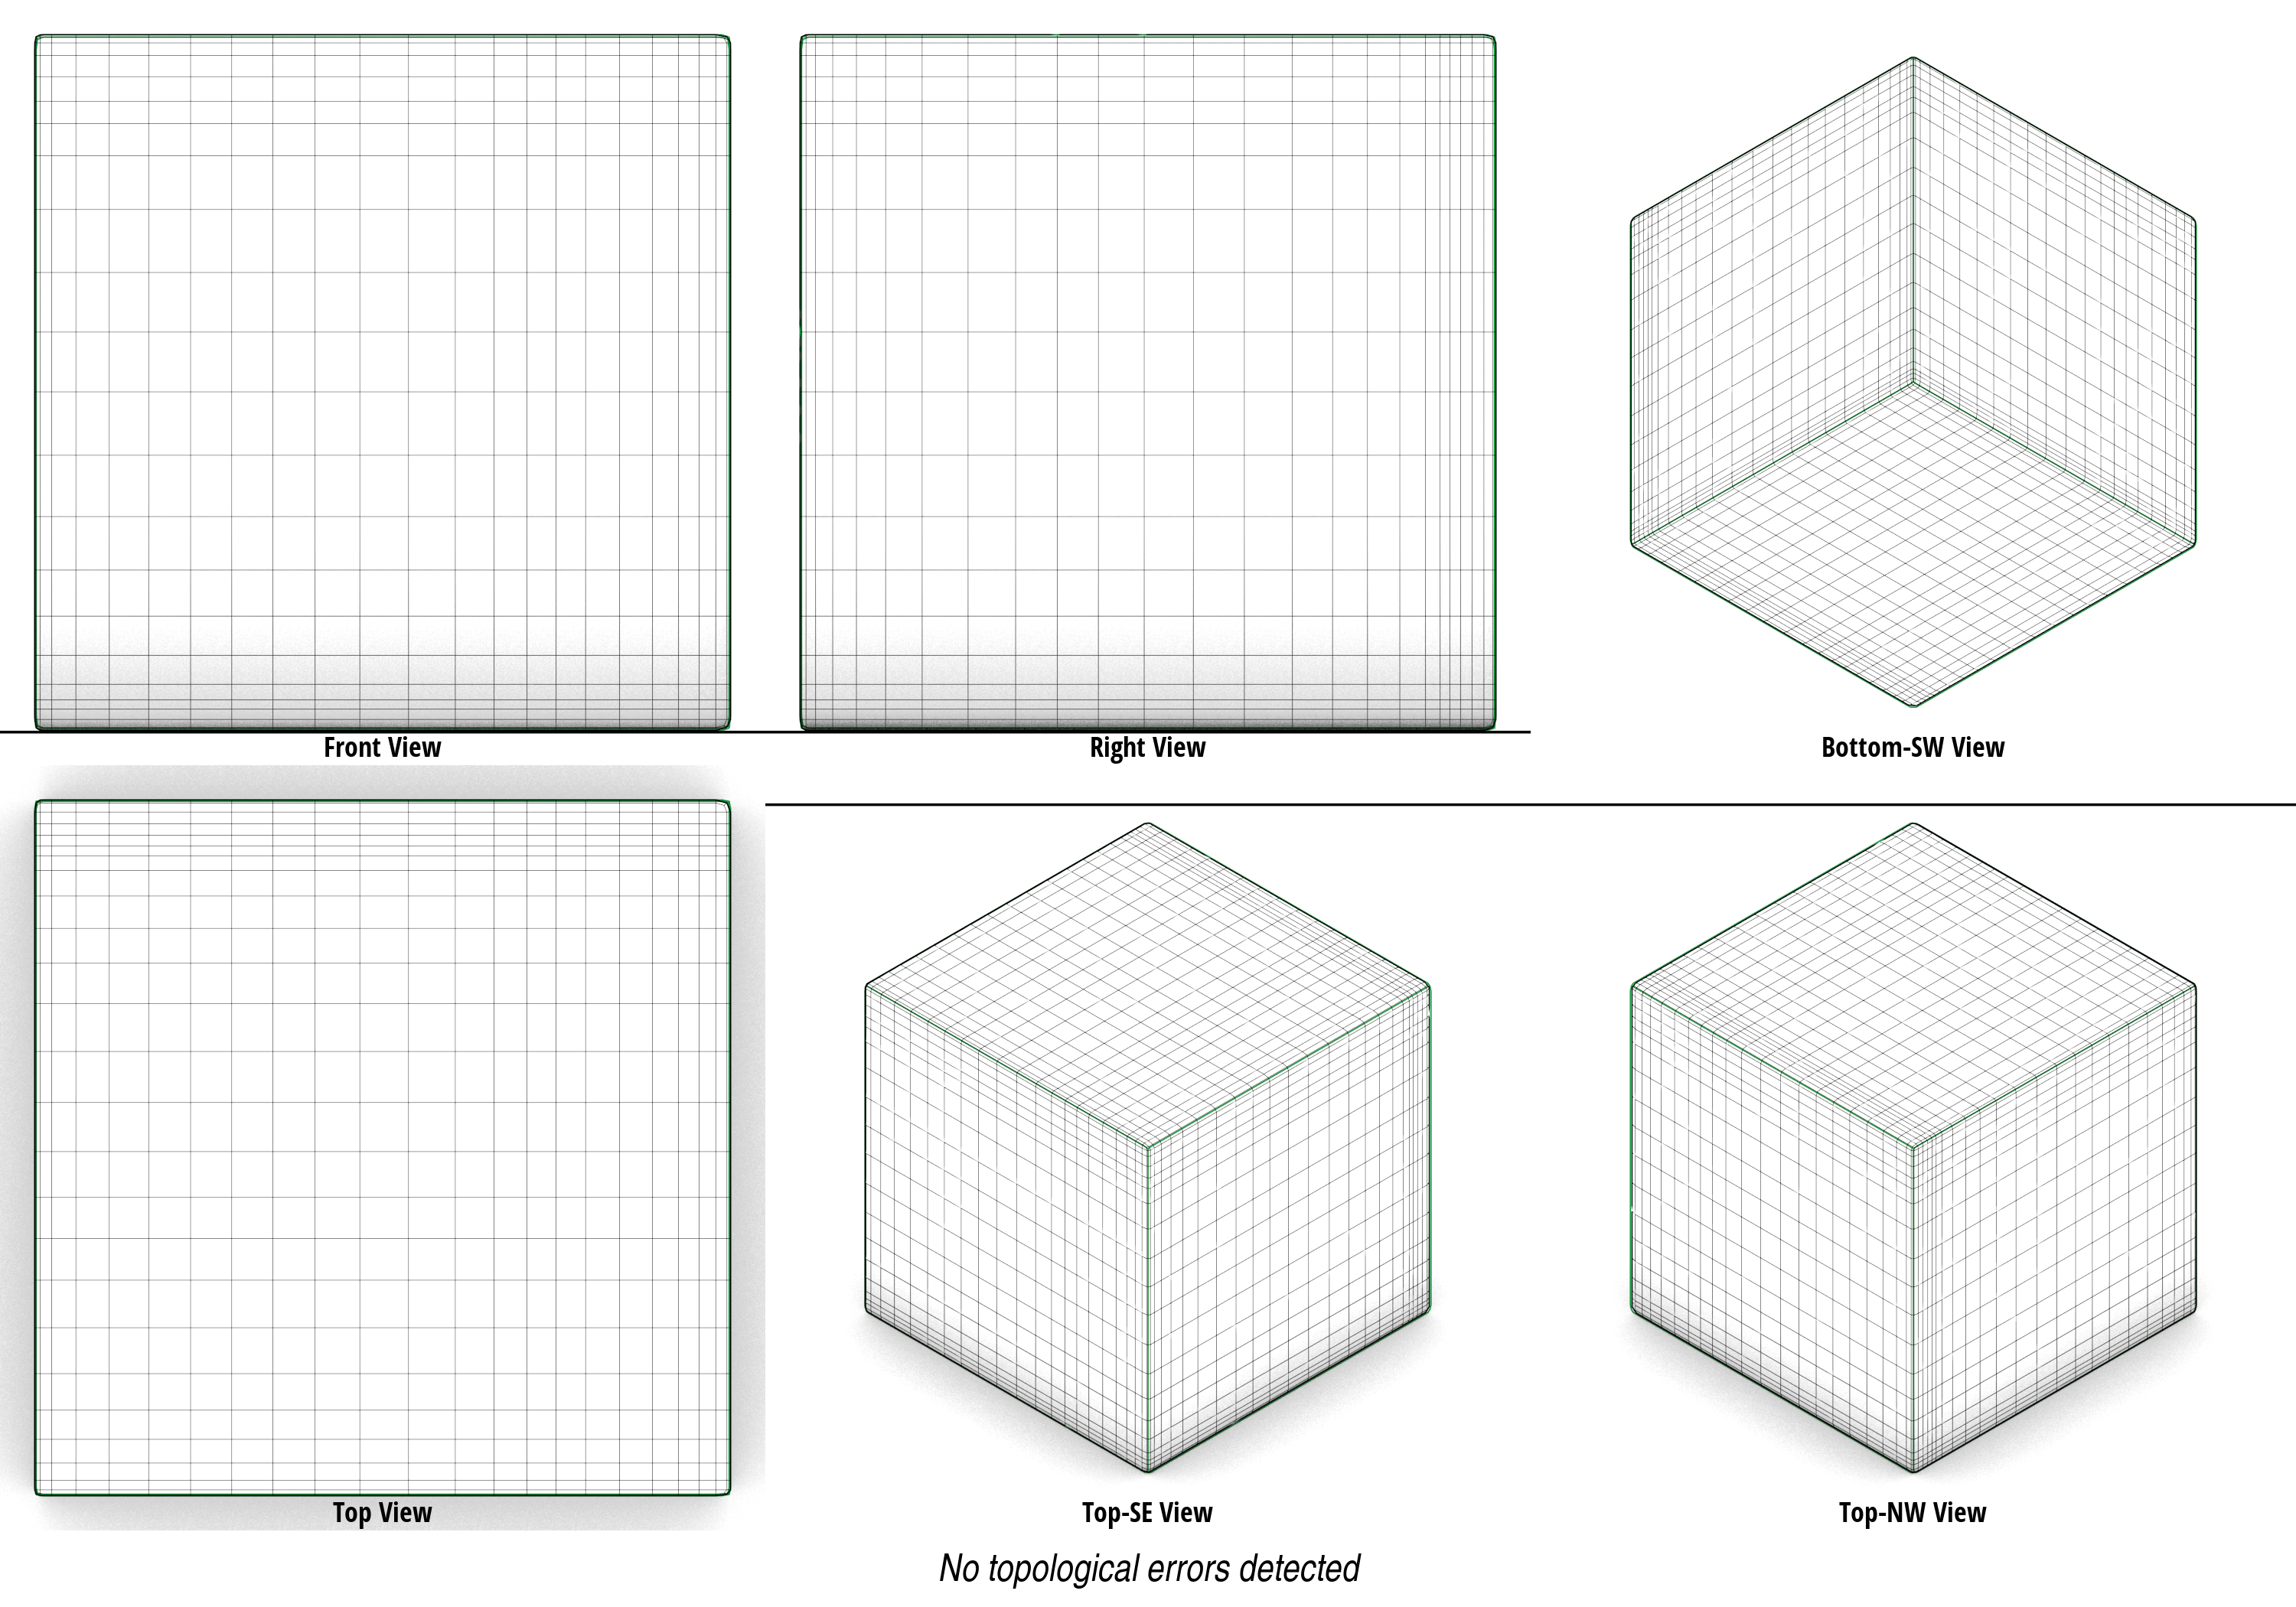 Front View
Right View
Bottom-SW View
Top View
Top-SE View
Top-NW View
No topological errors detected